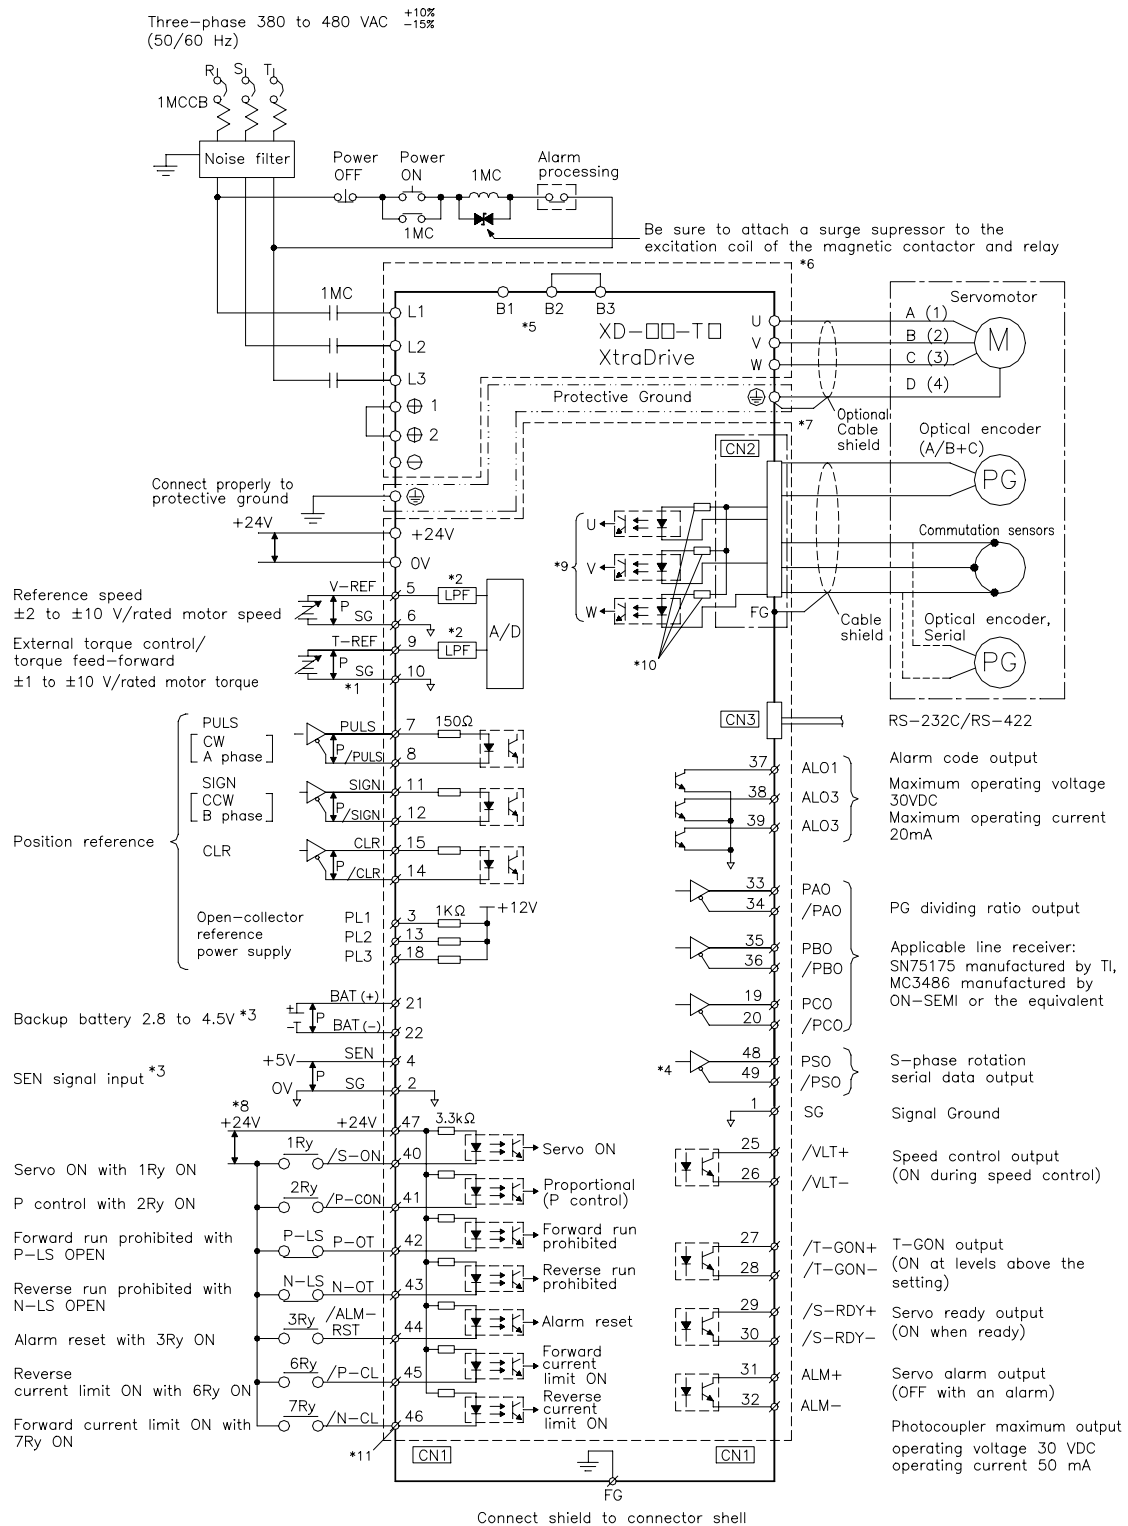 Three-phase 380 to 480 VAC +10% -15%
(50/60 Hz)
R S T
1MCCB
Noise filter
Power OFF
Power ON
1MC
Alarm processing
1MC
Be sure to attach a surge supressor to the
excitation coil of the magnetic contactor and relay
*6
1MC
L1
L2
L3
⊕ 1
⊕ 2
⊖
B1 B2 B3
*5
XD-□□-T□
XtraDrive
U
V
W
Servomotor
A (1)
B (2)
C (3)
D (4)
M
Protective Ground
*7
Optional
Cable
shield
Optical encoder
(A/B+C)
PG
CN2
Connect properly to
protective ground
+24V
+24V
0V
Commutation sensors
U
V
W
*9
*10
FG
Cable
shield
Optical encoder,
Serial
PG
Reference speed
±2 to ±10 V/rated motor speed
V-REF 5 *2 LPF
P
SG 6
A/D
External torque control/
torque feed-forward
±1 to ±10 V/rated motor torque
T-REF 9 *2 LPF
P
SG 10
*1
CN3
RS-232C/RS-422
Position reference
PULS
CW
A phase
PULS 7 150Ω
P
/PULS 8
SIGN
CCW
B phase
SIGN 11
P
/SIGN 12
CLR
CLR 15
P
/CLR 14
Open-collector
reference
power supply
PL1 3 1KΩ +12V
PL2 13
PL3 18
37 ALO1
38 ALO3
39 ALO3
Alarm code output
Maximum operating voltage
30VDC
Maximum operating current
20mA
33 PAO
34 /PAO
35 PBO
36 /PBO
19 PCO
20 /PCO
PG dividing ratio output
Applicable line receiver:
SN75175 manufactured by TI,
MC3486 manufactured by
ON-SEMI or the equivalent
Backup battery 2.8 to 4.5V *3
+ BAT(+) 21
P
- BAT(-) 22
SEN signal input *3
+5V SEN 4
P
0V SG 2
*4
48 PSO
49 /PSO
S-phase rotation
serial data output
1 SG
Signal Ground
*8
+24V
+24V 47 3.3kΩ
Servo ON with 1Ry ON
1Ry /S-ON 40
Servo ON
P control with 2Ry ON
2Ry /P-CON 41
Proportional
(P control)
Forward run prohibited with
P-LS OPEN
P-LS P-OT 42
Forward run
prohibited
Reverse run prohibited with
N-LS OPEN
N-LS N-OT 43
Reverse run
prohibited
Alarm reset with 3Ry ON
3Ry /ALM-
RST 44
Alarm reset
Reverse
current limit ON with 6Ry ON
6Ry /P-CL 45
Forward
current
limit ON
Forward current limit ON with
7Ry ON
7Ry /N-CL 46
Reverse
current
limit ON
*11
25 /VLT+
26 /VLT-
Speed control output
(ON during speed control)
27 /T-GON+
28 /T-GON-
T-GON output
(ON at levels above the
setting)
29 /S-RDY+
30 /S-RDY-
Servo ready output
(ON when ready)
31 ALM+
32 ALM-
Servo alarm output
(OFF with an alarm)
Photocoupler maximum output
operating voltage 30 VDC
operating current 50 mA
CN1
CN1
FG
Connect shield to connector shell